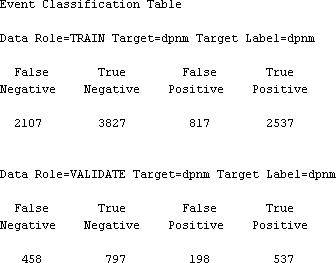 Event Classification Table
Data Role=TRAIN Target=dpnm Target Label=dpnm
False True False True
Negative Negative Positive Positive
2107 3827 817 2537
Data Role=VALIDATE Target=dpnm Target Label=dpnm
False True False True
Negative Negative Positive Positive
458 797 198 537